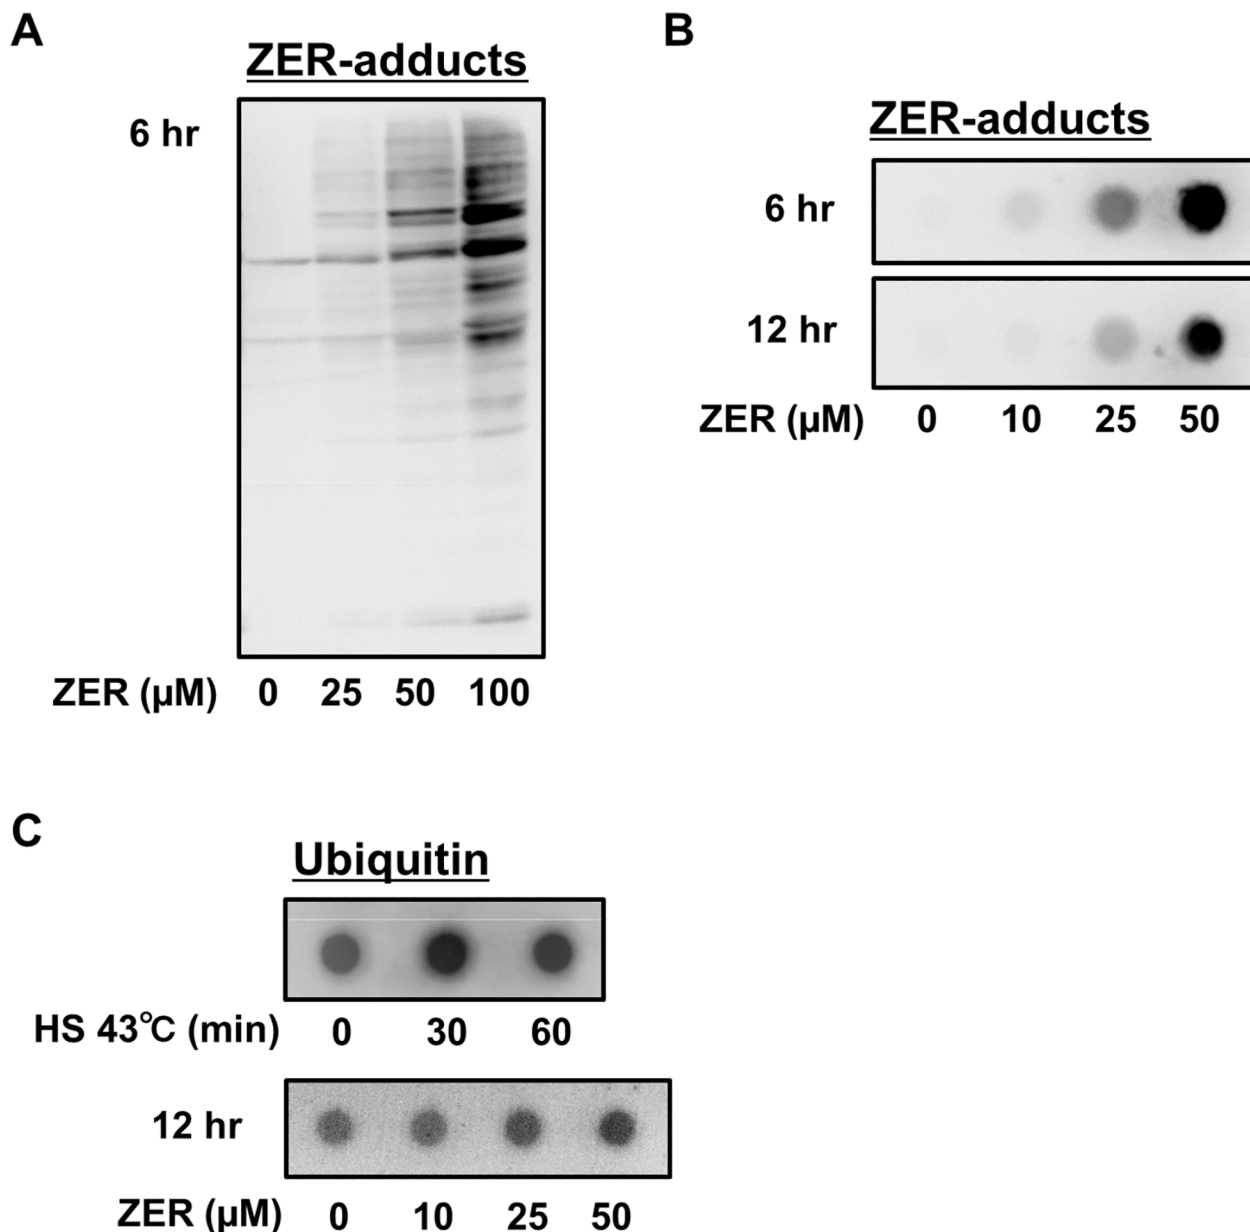 A
ZER-adducts
6 hr
ZER (µM) 0 25 50 100
B
ZER-adducts
6 hr
12 hr
ZER (µM) 0 10 25 50
C
Ubiquitin
HS 43℃ (min) 0 30 60
12 hr
ZER (µM) 0 10 25 50